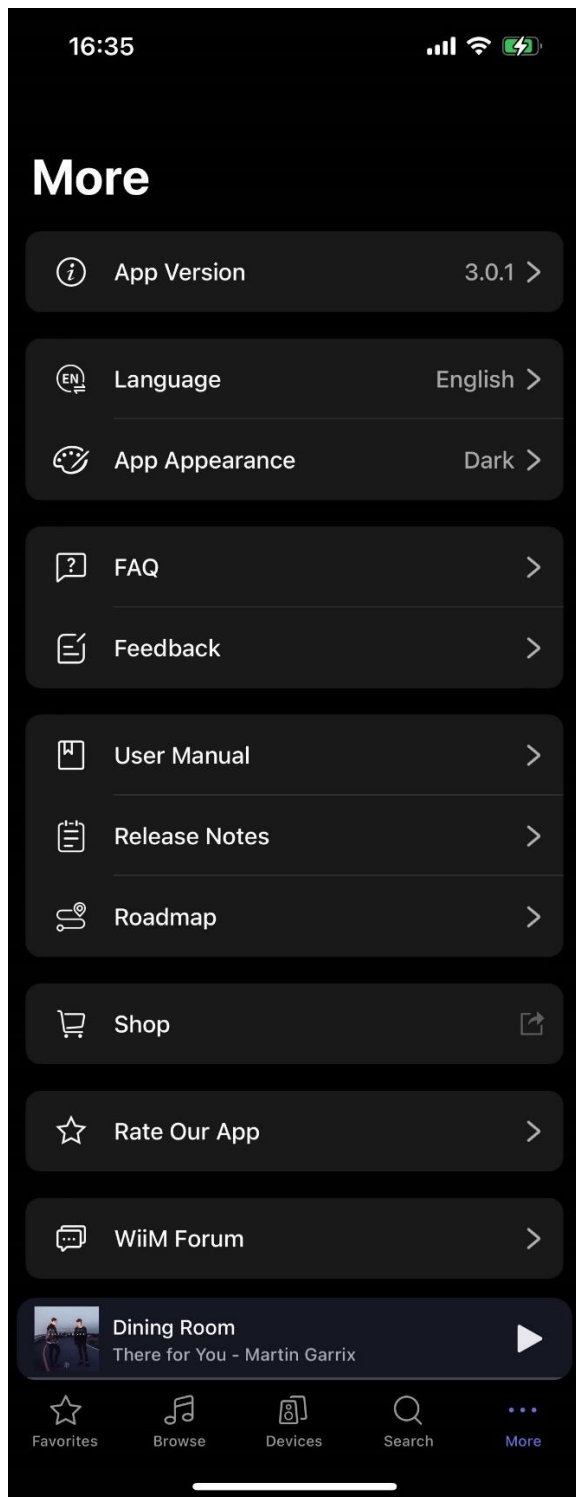 16:35
More
App Version 3.0.1
EN Language English
App Appearance Dark
FAQ
Feedback
User Manual
Release Notes
Roadmap
Shop
Rate Our App
WiiM Forum
Dining Room
There for You - Martin Garrix
Favorites Browse Devices Search More